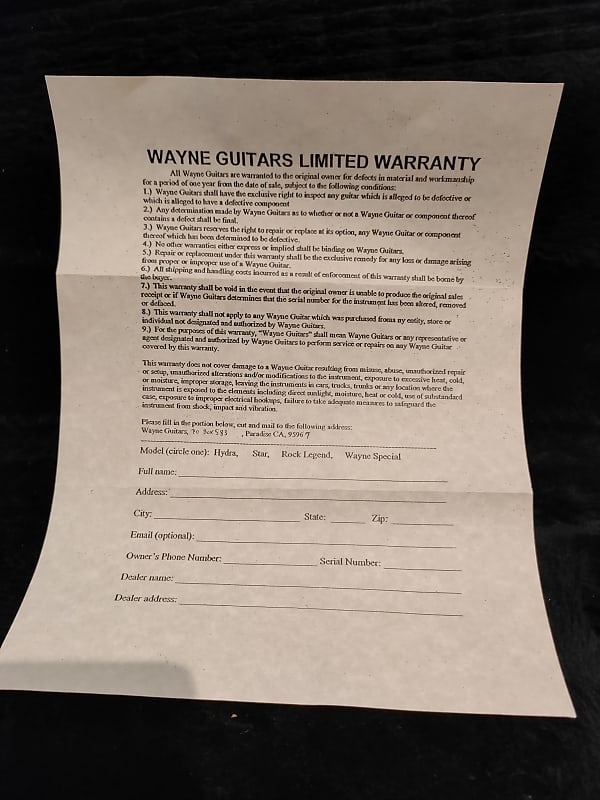 WAYNE GUITARS LIMITED WARRANTY
All Wayne Guitars are warranted to the original owner for defects in material and workmanship
for a period of one year from the date of sale, subject to the following conditions:
1.) Wayne Guitars shall have the exclusive right to inspect any guitar which is alleged to be defective or
which is alleged to have a defective component
2.) Any determination made by Wayne Guitars as to whether or not a Wayne Guitar or component thereof
contains a defect shall be final.
3.) Wayne Guitars reserves the right to repair or replace at its option, any Wayne Guitar or component
thereof which has been determined to be defective.
4.) No other warranties either express or implied shall be binding on Wayne Guitars.
5.) Repair or replacement under this warranty shall be the exclusive remedy for any loss or damage arising
from proper or improper use of a Wayne Guitar.
6.) All shipping and handling costs incurred as a result of enforcement of this warranty shall be borne by
the buyer.
7.) This warranty shall be void in the event that the original owner is unable to produce the original sales
receipt or if Wayne Guitars determines that the serial number for the instrument has been altered, removed
or defaced.
8.) This warranty shall not apply to any Wayne Guitar which was purchased froma ny entity, store or
individual not designated and authorized by Wayne Guitars.
9.) For the purposes of this warranty, "Wayne Guitars" shall mean Wayne Guitars or any representative or
agent designated and authorized by Wayne Guitars to perform service or repairs on any Wayne Guitar
covered by this warranty.
This warranty does not cover damage to a Wayne Guitar resulting from misuse, abuse, unauthorized repair
or setup, unauthorized alterations and/or modifications to the instrument, exposure to excessive heat, cold,
or moisture, improper storage, leaving the instruments in cars, trucks, trunks or any location where the
instrument is exposed to the elements including direct sunlight, moisture, heat or cold, use of substandard
case, exposure to improper electrical hookups, failure to take adequate measures to safeguard the
instrument from shock, impact and vibration.
Please fill in the portion below, cut and mail to the following address:
Wayne Guitars, Po Box 583 , Paradise CA, 95967
Model (circle one): Hydra, Star, Rock Legend, Wayne Special
Full name:
Address:
City: State: Zip:
Email (optional):
Owner's Phone Number: Serial Number:
Dealer name:
Dealer address: